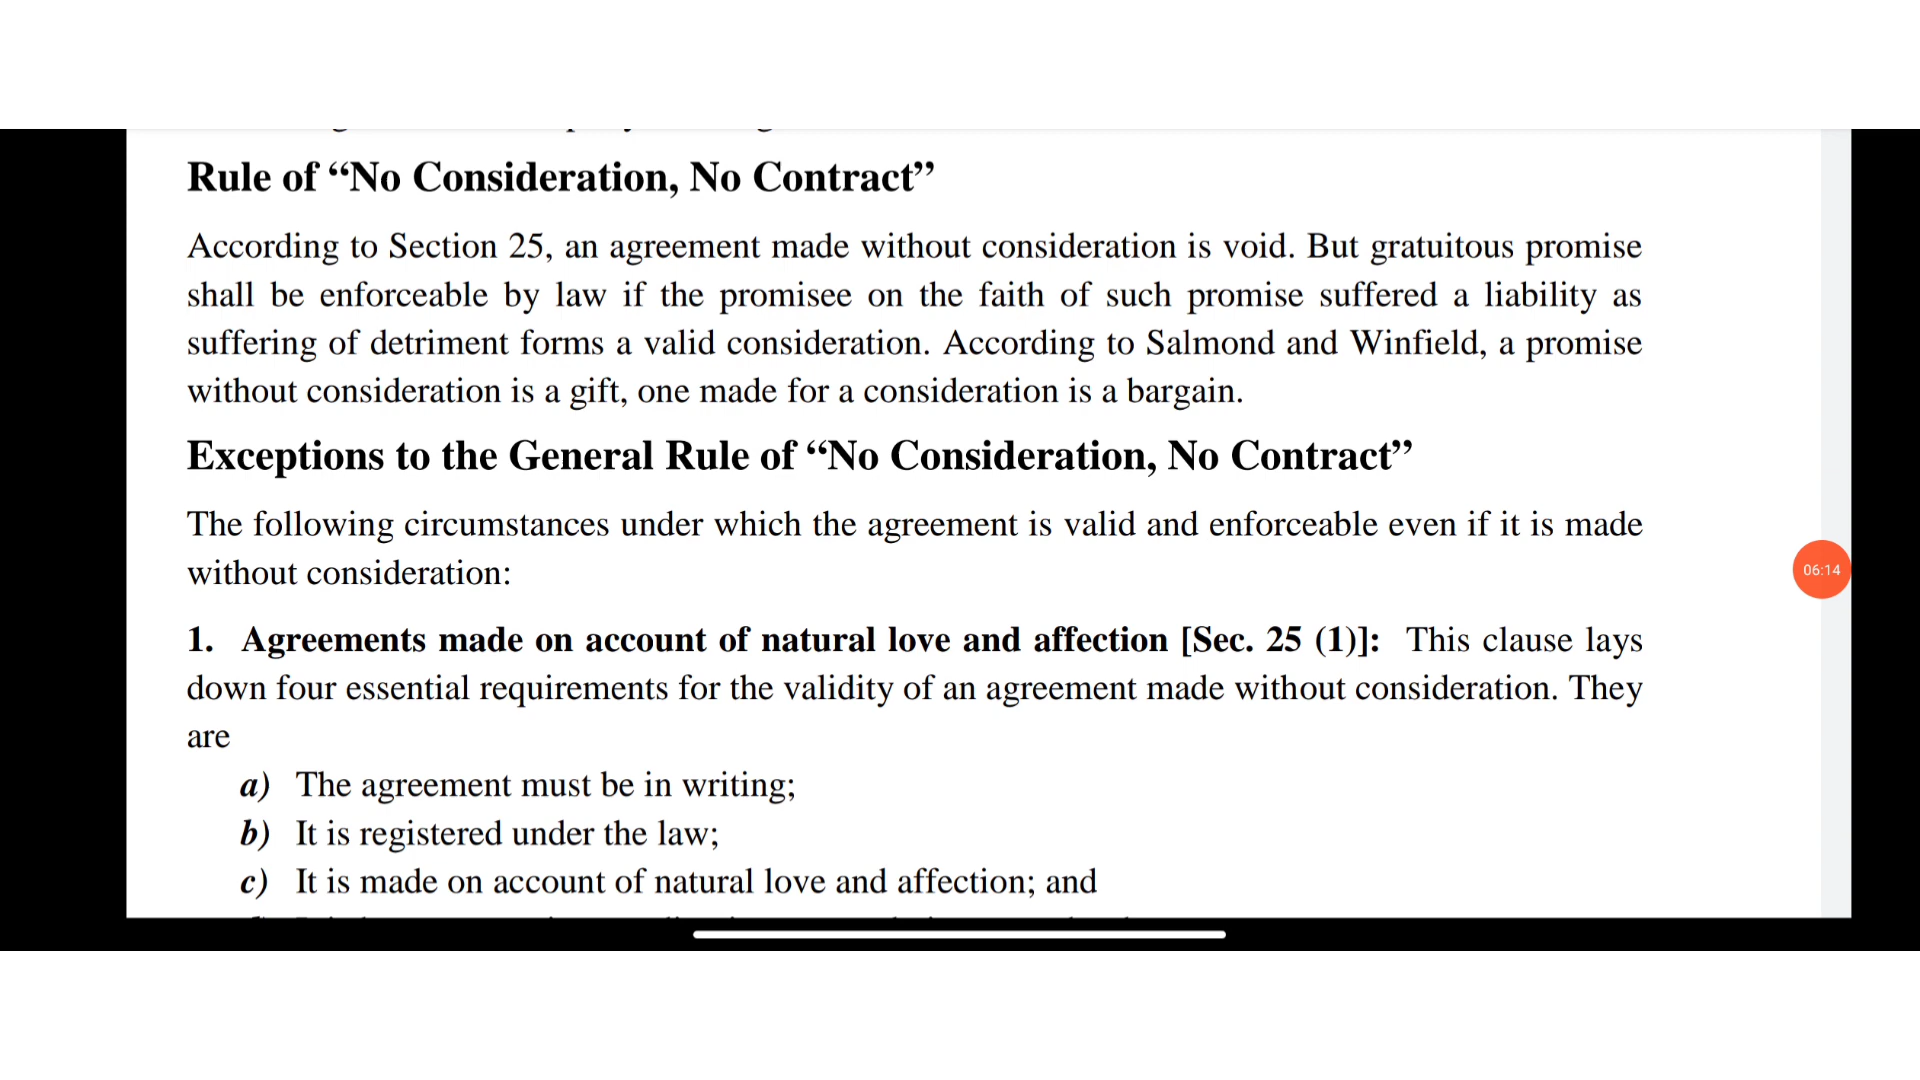 Rule of “No Consideration, No Contract”
According to Section 25, an agreement made without consideration is void. But gratuitous promise
shall be enforceable by law if the promisee on the faith of such promise suffered a liability as
suffering of detriment forms a valid consideration. According to Salmond and Winfield, a promise
without consideration is a gift, one made for a consideration is a bargain.
Exceptions to the General Rule of “No Consideration, No Contract”
The following circumstances under which the agreement is valid and enforceable even if it is made
without consideration:
1. Agreements made on account of natural love and affection [Sec. 25 (1)]: This clause lays
down four essential requirements for the validity of an agreement made without consideration. They
are
a) The agreement must be in writing;
b) It is registered under the law;
c) It is made on account of natural love and affection; and
06:14